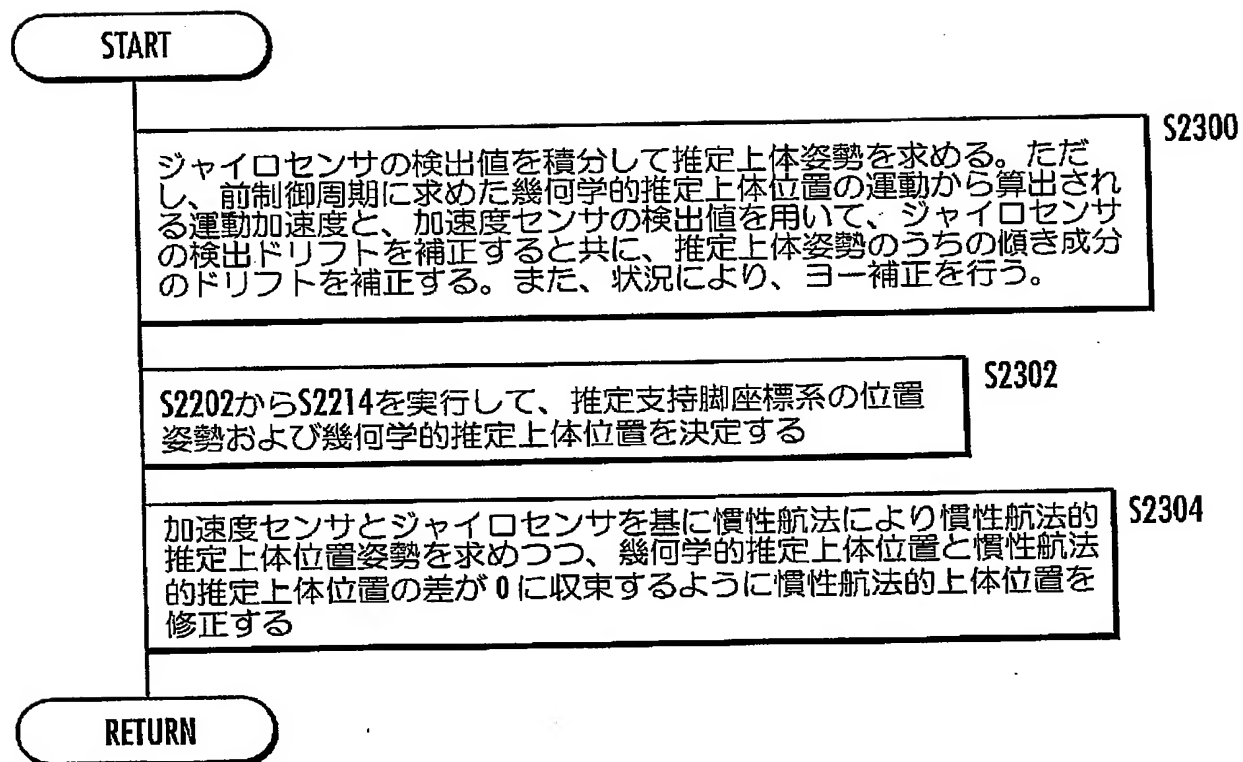 START
S2300
ジャイロセンサの検出値を積分して推定上体姿勢を求める。ただ
し、前制御周期に求めた幾何学的推定上体位置の運動から算出され
る運動加速度と、加速度センサの検出値を用いて、ジャイロセンサ
の検出ドリフトを補正すると共に、推定上体姿勢のうちの傾き成分
のドリフトを補正する。また、状況により、ヨー補正を行う。
S2302
S2202からS2214を実行して、推定支持脚座標系の位置
姿勢および幾何学的推定上体位置を決定する
S2304
加速度センサとジャイロセンサを基に慣性航法により慣性航法的
推定上体位置姿勢を求めつつ、幾何学的推定上体位置と慣性航法
的推定上体位置の差が0に収束するように慣性航法的上体位置を
修正する
RETURN